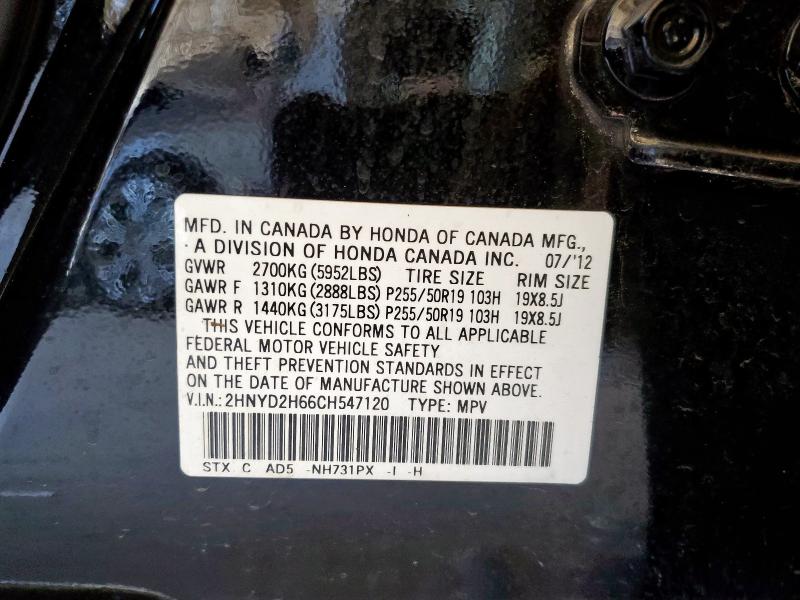 MFD. IN CANADA BY HONDA OF CANADA MFG.,
A DIVISION OF HONDA CANADA INC. 07/'12
GVWR 2700KG (5952LBS) TIRE SIZE RIM SIZE
GAWR F 1310KG (2888LBS) P255/50R19 103H 19X8.5J
GAWR R 1440KG (3175LBS) P255/50R19 103H 19X8.5J
THIS VEHICLE CONFORMS TO ALL APPLICABLE
FEDERAL MOTOR VEHICLE SAFETY
AND THEFT PREVENTION STANDARDS IN EFFECT
ON THE DATE OF MANUFACTURE SHOWN ABOVE.
V.I.N.: 2HNYD2H66CH547120 TYPE: MPV
STX C AD5 -NH731PX -I -H